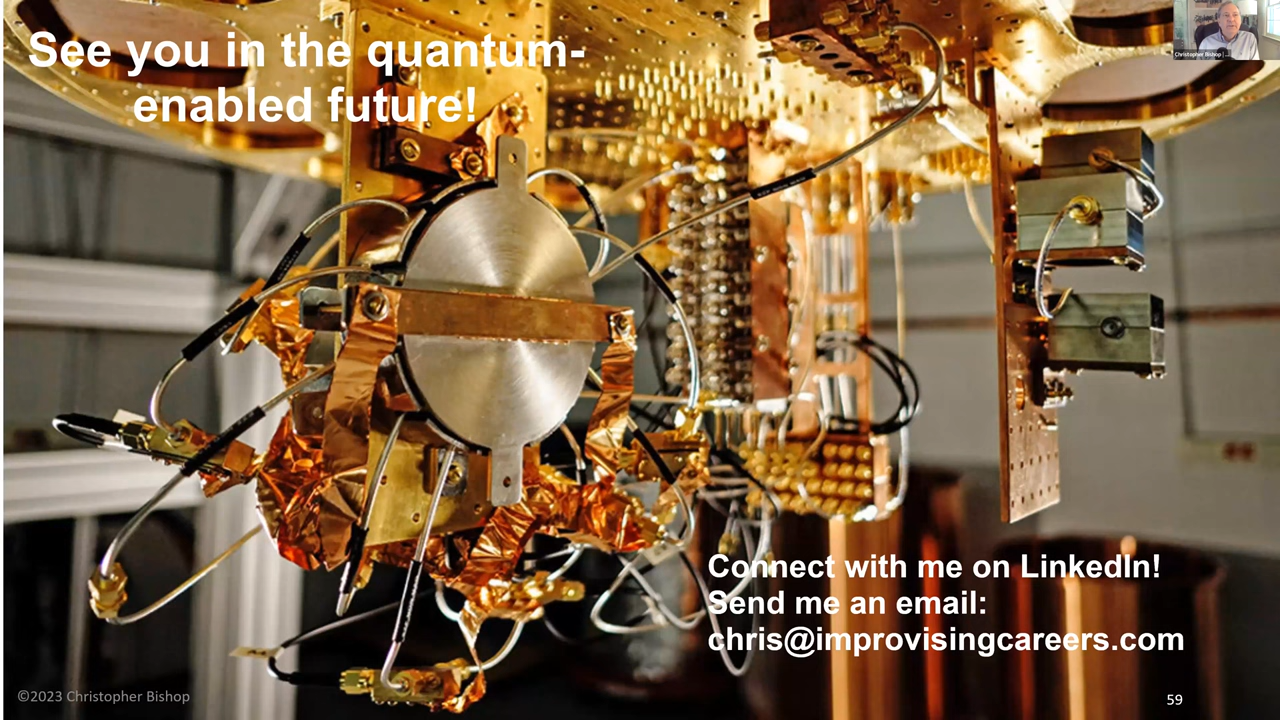 See you in the quantum-
enabled future!
Christopher Bishop |
Connect with me on LinkedIn!
Send me an email:
chris@improvisingcareers.com
©2023 Christopher Bishop
59